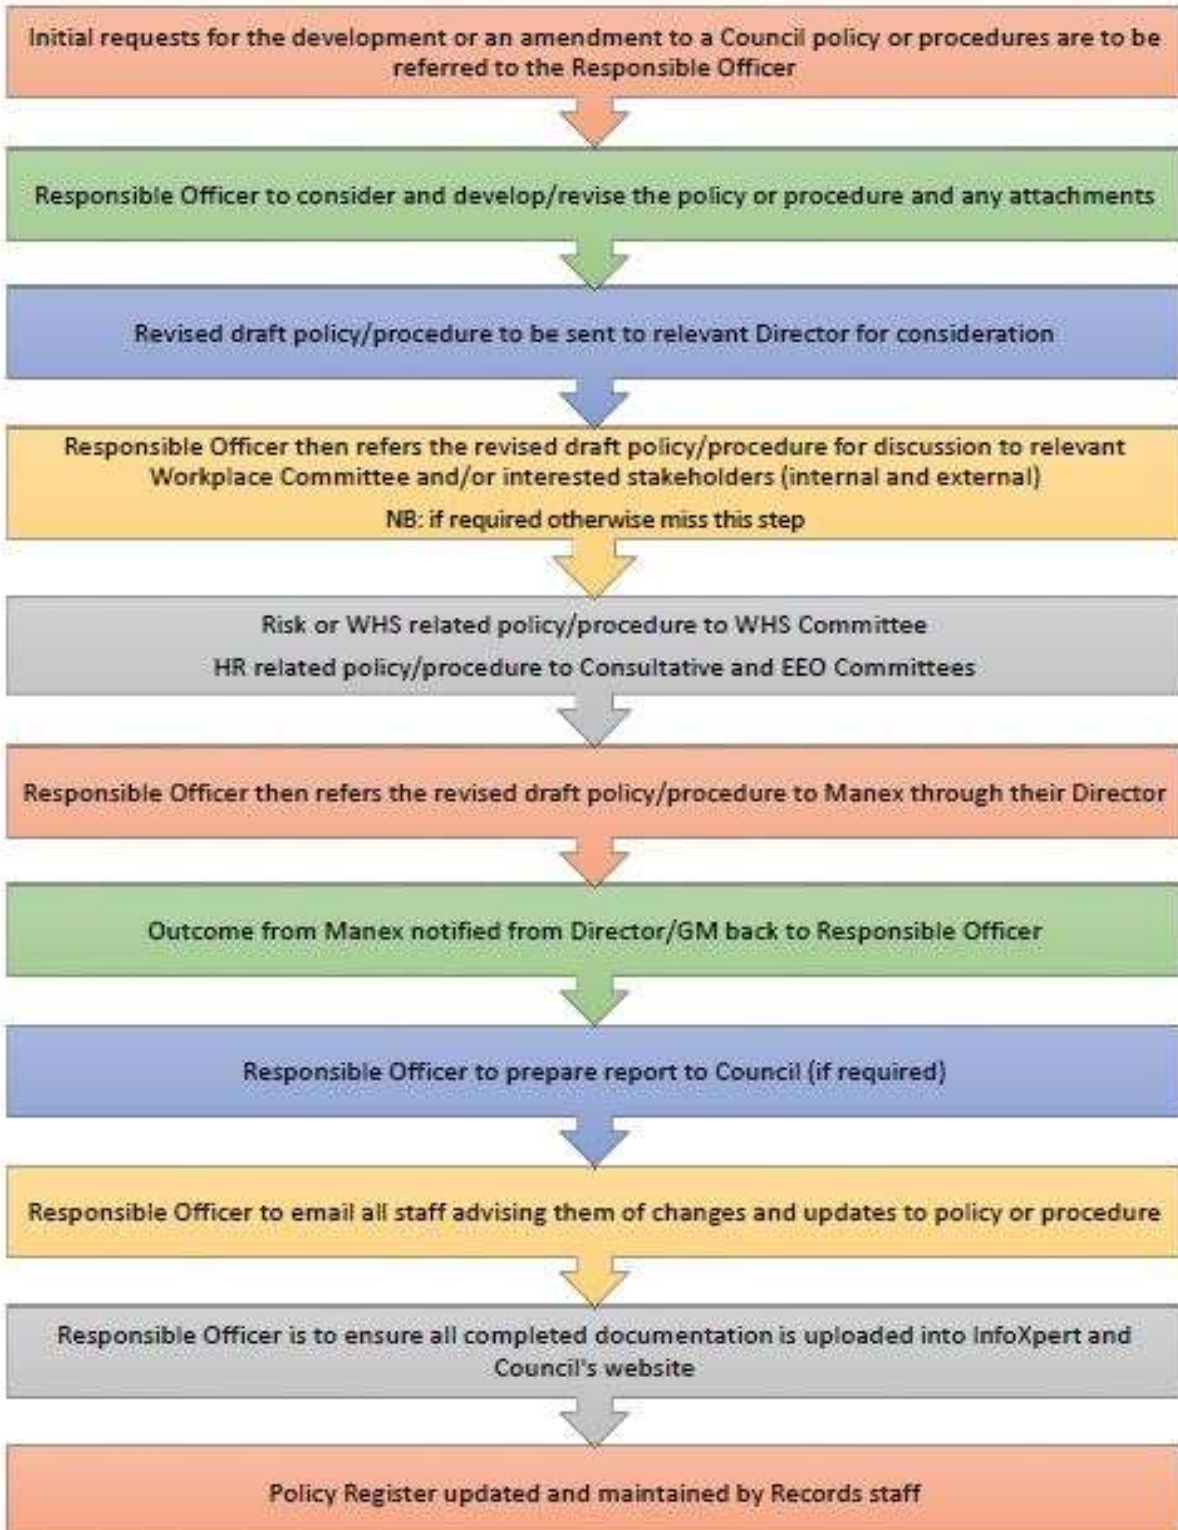 Initial requests for the development or an amendment to a Council policy or procedures are to be
referred to the Responsible Officer
Responsible Officer to consider and develop/revise the policy or procedure and any attachments
Revised draft policy/procedure to be sent to relevant Director for consideration
Responsible Officer then refers the revised draft policy/procedure for discussion to relevant
Workplace Committee and/or interested stakeholders (internal and external)
NB: if required otherwise miss this step
Risk or WHS related policy/procedure to WHS Committee
HR related policy/procedure to Consultative and EEO Committees
Responsible Officer then refers the revised draft policy/procedure to Manex through their Director
Outcome from Manex notified from Director/GM back to Responsible Officer
Responsible Officer to prepare report to Council (if required)
Responsible Officer to email all staff advising them of changes and updates to policy or procedure
Responsible Officer is to ensure all completed documentation is uploaded into InfoXpert and
Council's website
Policy Register updated and maintained by Records staff